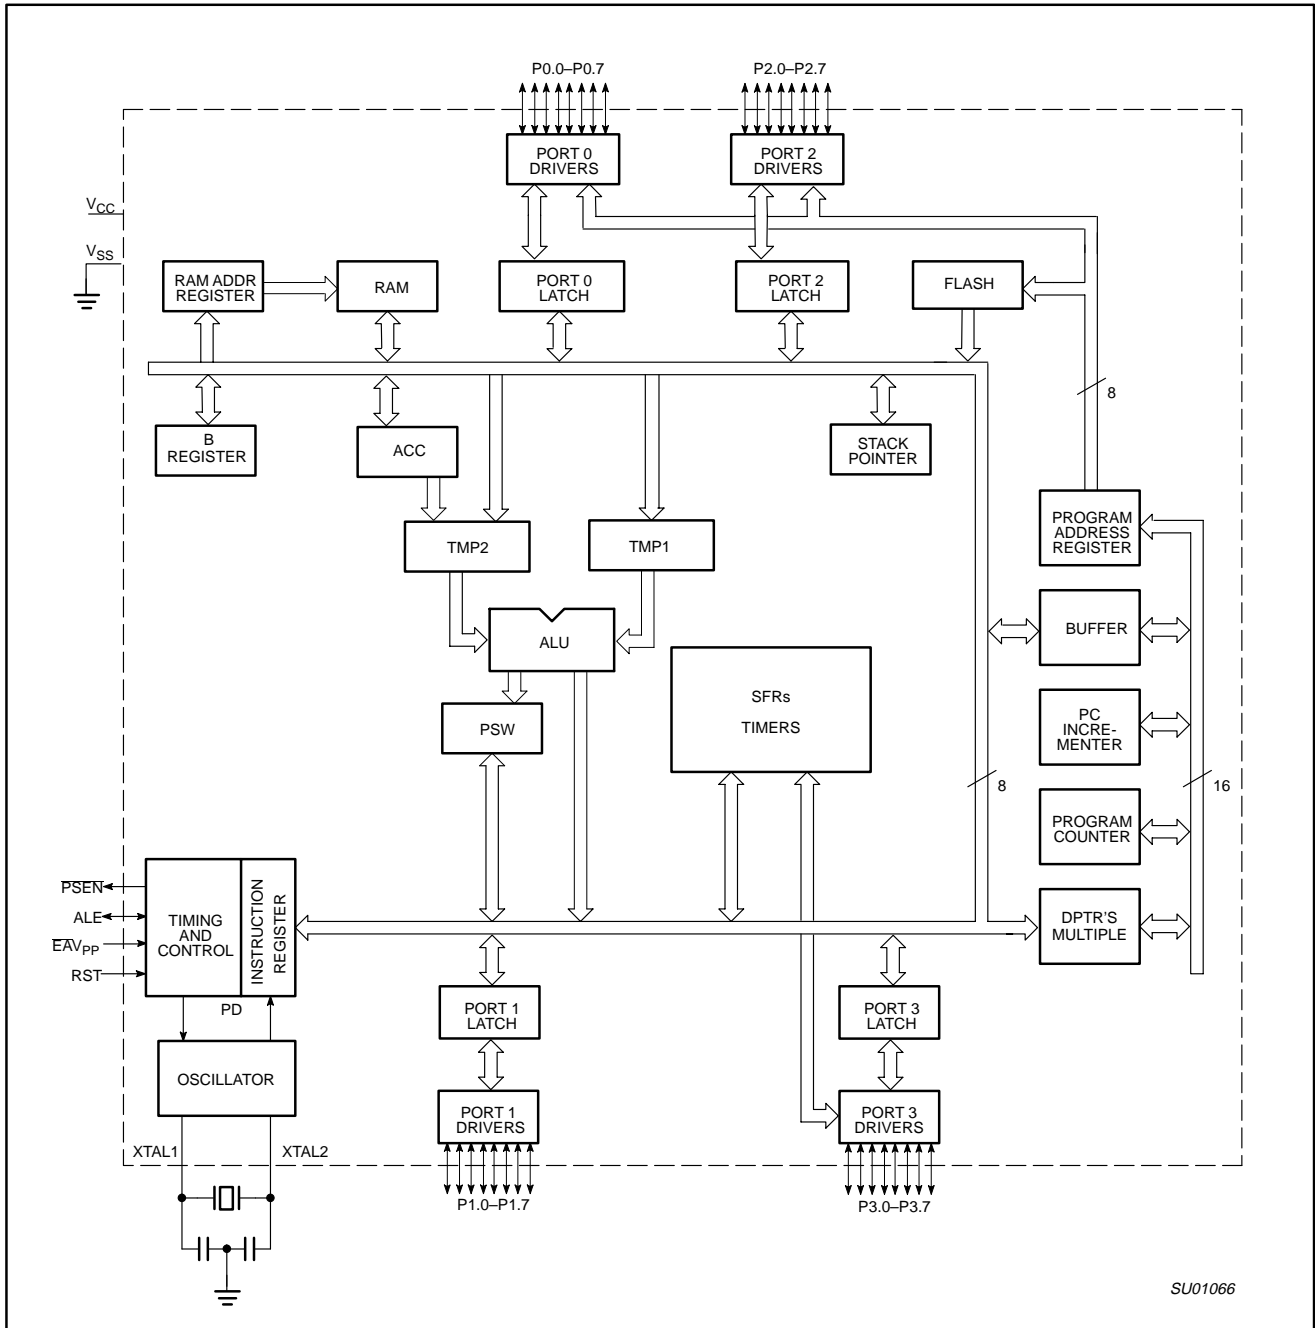 P0.0–P0.7
P2.0–P2.7
PORT 0
DRIVERS
PORT 2
DRIVERS
VCC
VSS
RAM ADDR
REGISTER
RAM
PORT 0
LATCH
PORT 2
LATCH
FLASH
8
B
REGISTER
ACC
STACK
POINTER
PROGRAM
ADDRESS
REGISTER
TMP2
TMP1
ALU
BUFFER
SFRs
TIMERS
PSW
PC
INCRE-
MENTER
8
16
PROGRAM
COUNTER
PSEN
ALE
EAVPP
RST
TIMING
AND
CONTROL
INSTRUCTION
REGISTER
DPTR'S
MULTIPLE
PD
PORT 1
LATCH
PORT 3
LATCH
OSCILLATOR
PORT 1
DRIVERS
PORT 3
DRIVERS
XTAL1
XTAL2
P1.0–P1.7
P3.0–P3.7
SU01066